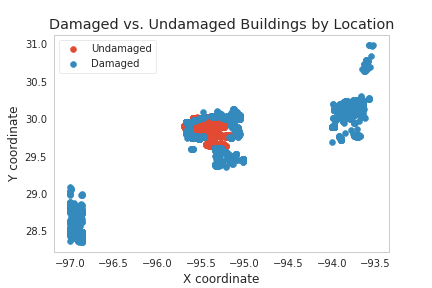 Damaged vs. Undamaged Buildings by Location
Undamaged
Damaged
Y coordinate
31.0
30.5
30.0
29.5
29.0
28.5
−97.0 −96.5 −96.0 −95.5 −95.0 −94.5 −94.0 −93.5
X coordinate